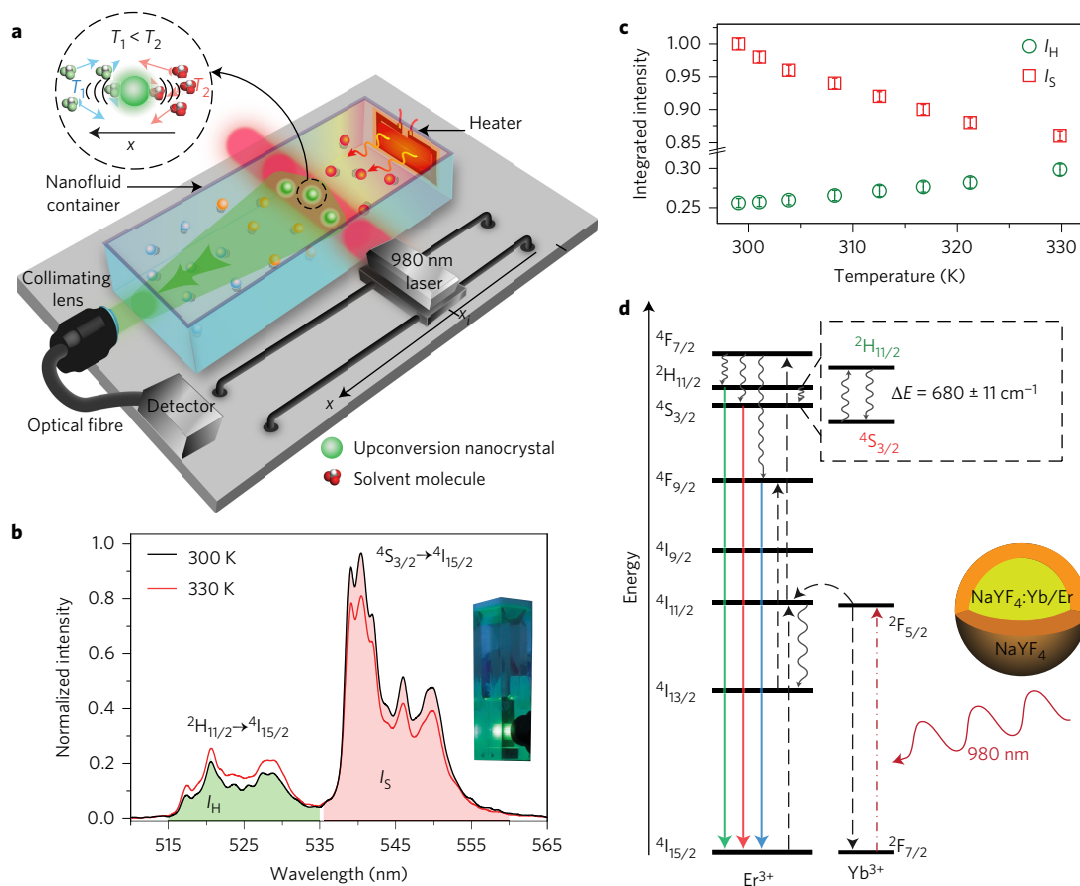 a
T₁ < T₂
T₁
T₂
x
Heater
Nanofluid
container
980 nm
laser
Collimating
lens
xᵢ
x
Detector
Optical fibre
Upconversion nanocrystal
Solvent molecule
b
300 K
330 K
⁴S₃/₂→⁴I₁₅/₂
²H₁₁/₂→⁴I₁₅/₂
I_H
I_S
Normalized intensity
1.0
0.8
0.6
0.4
0.2
0.0
515
525
535
545
555
565
Wavelength (nm)
c
I_H
I_S
Integrated intensity
1.00
0.95
0.90
0.85
0.30
0.25
300
310
320
330
Temperature (K)
d
Energy
⁴F₇/₂
²H₁₁/₂
⁴S₃/₂
⁴F₉/₂
⁴I₉/₂
⁴I₁₁/₂
⁴I₁₃/₂
⁴I₁₅/₂
Er³⁺
²H₁₁/₂
ΔE = 680 ± 11 cm⁻¹
⁴S₃/₂
²F₅/₂
²F₇/₂
Yb³⁺
NaYF₄:Yb/Er
NaYF₄
980 nm